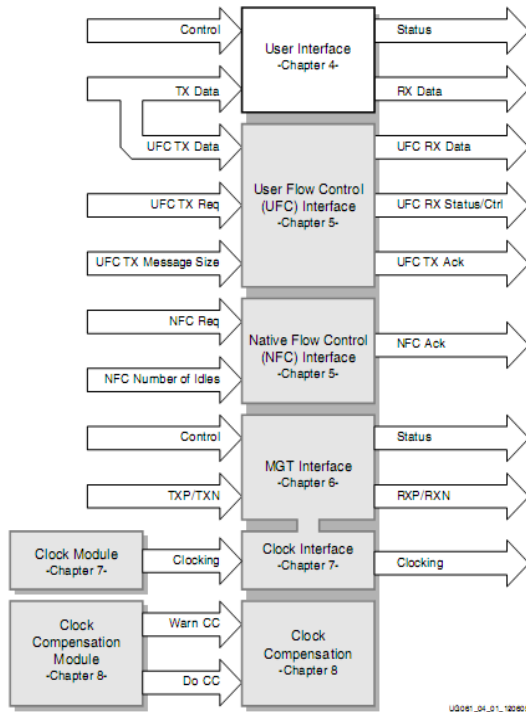 Control
User Interface
-Chapter 4-
Status
TX Data
RX Data
UFC TX Data
UFC RX Data
User Flow Control
(UFC) Interface
-Chapter 5-
UFC TX Req
UFC RX Status/Ctrl
UFC TX Message Size
UFC TX Ack
NFC Req
Native Flow Control
(NFC) Interface
-Chapter 5-
NFC Ack
NFC Number of Idles
Control
Status
MGT Interface
-Chapter 6-
TXP/TXN
RXP/RXN
Clock Module
-Chapter 7-
Clocking
Clock Interface
-Chapter 7-
Clocking
Clock
Compensation
Module
-Chapter 8-
Warn CC
Do CC
Clock
Compensation
-Chapter 8